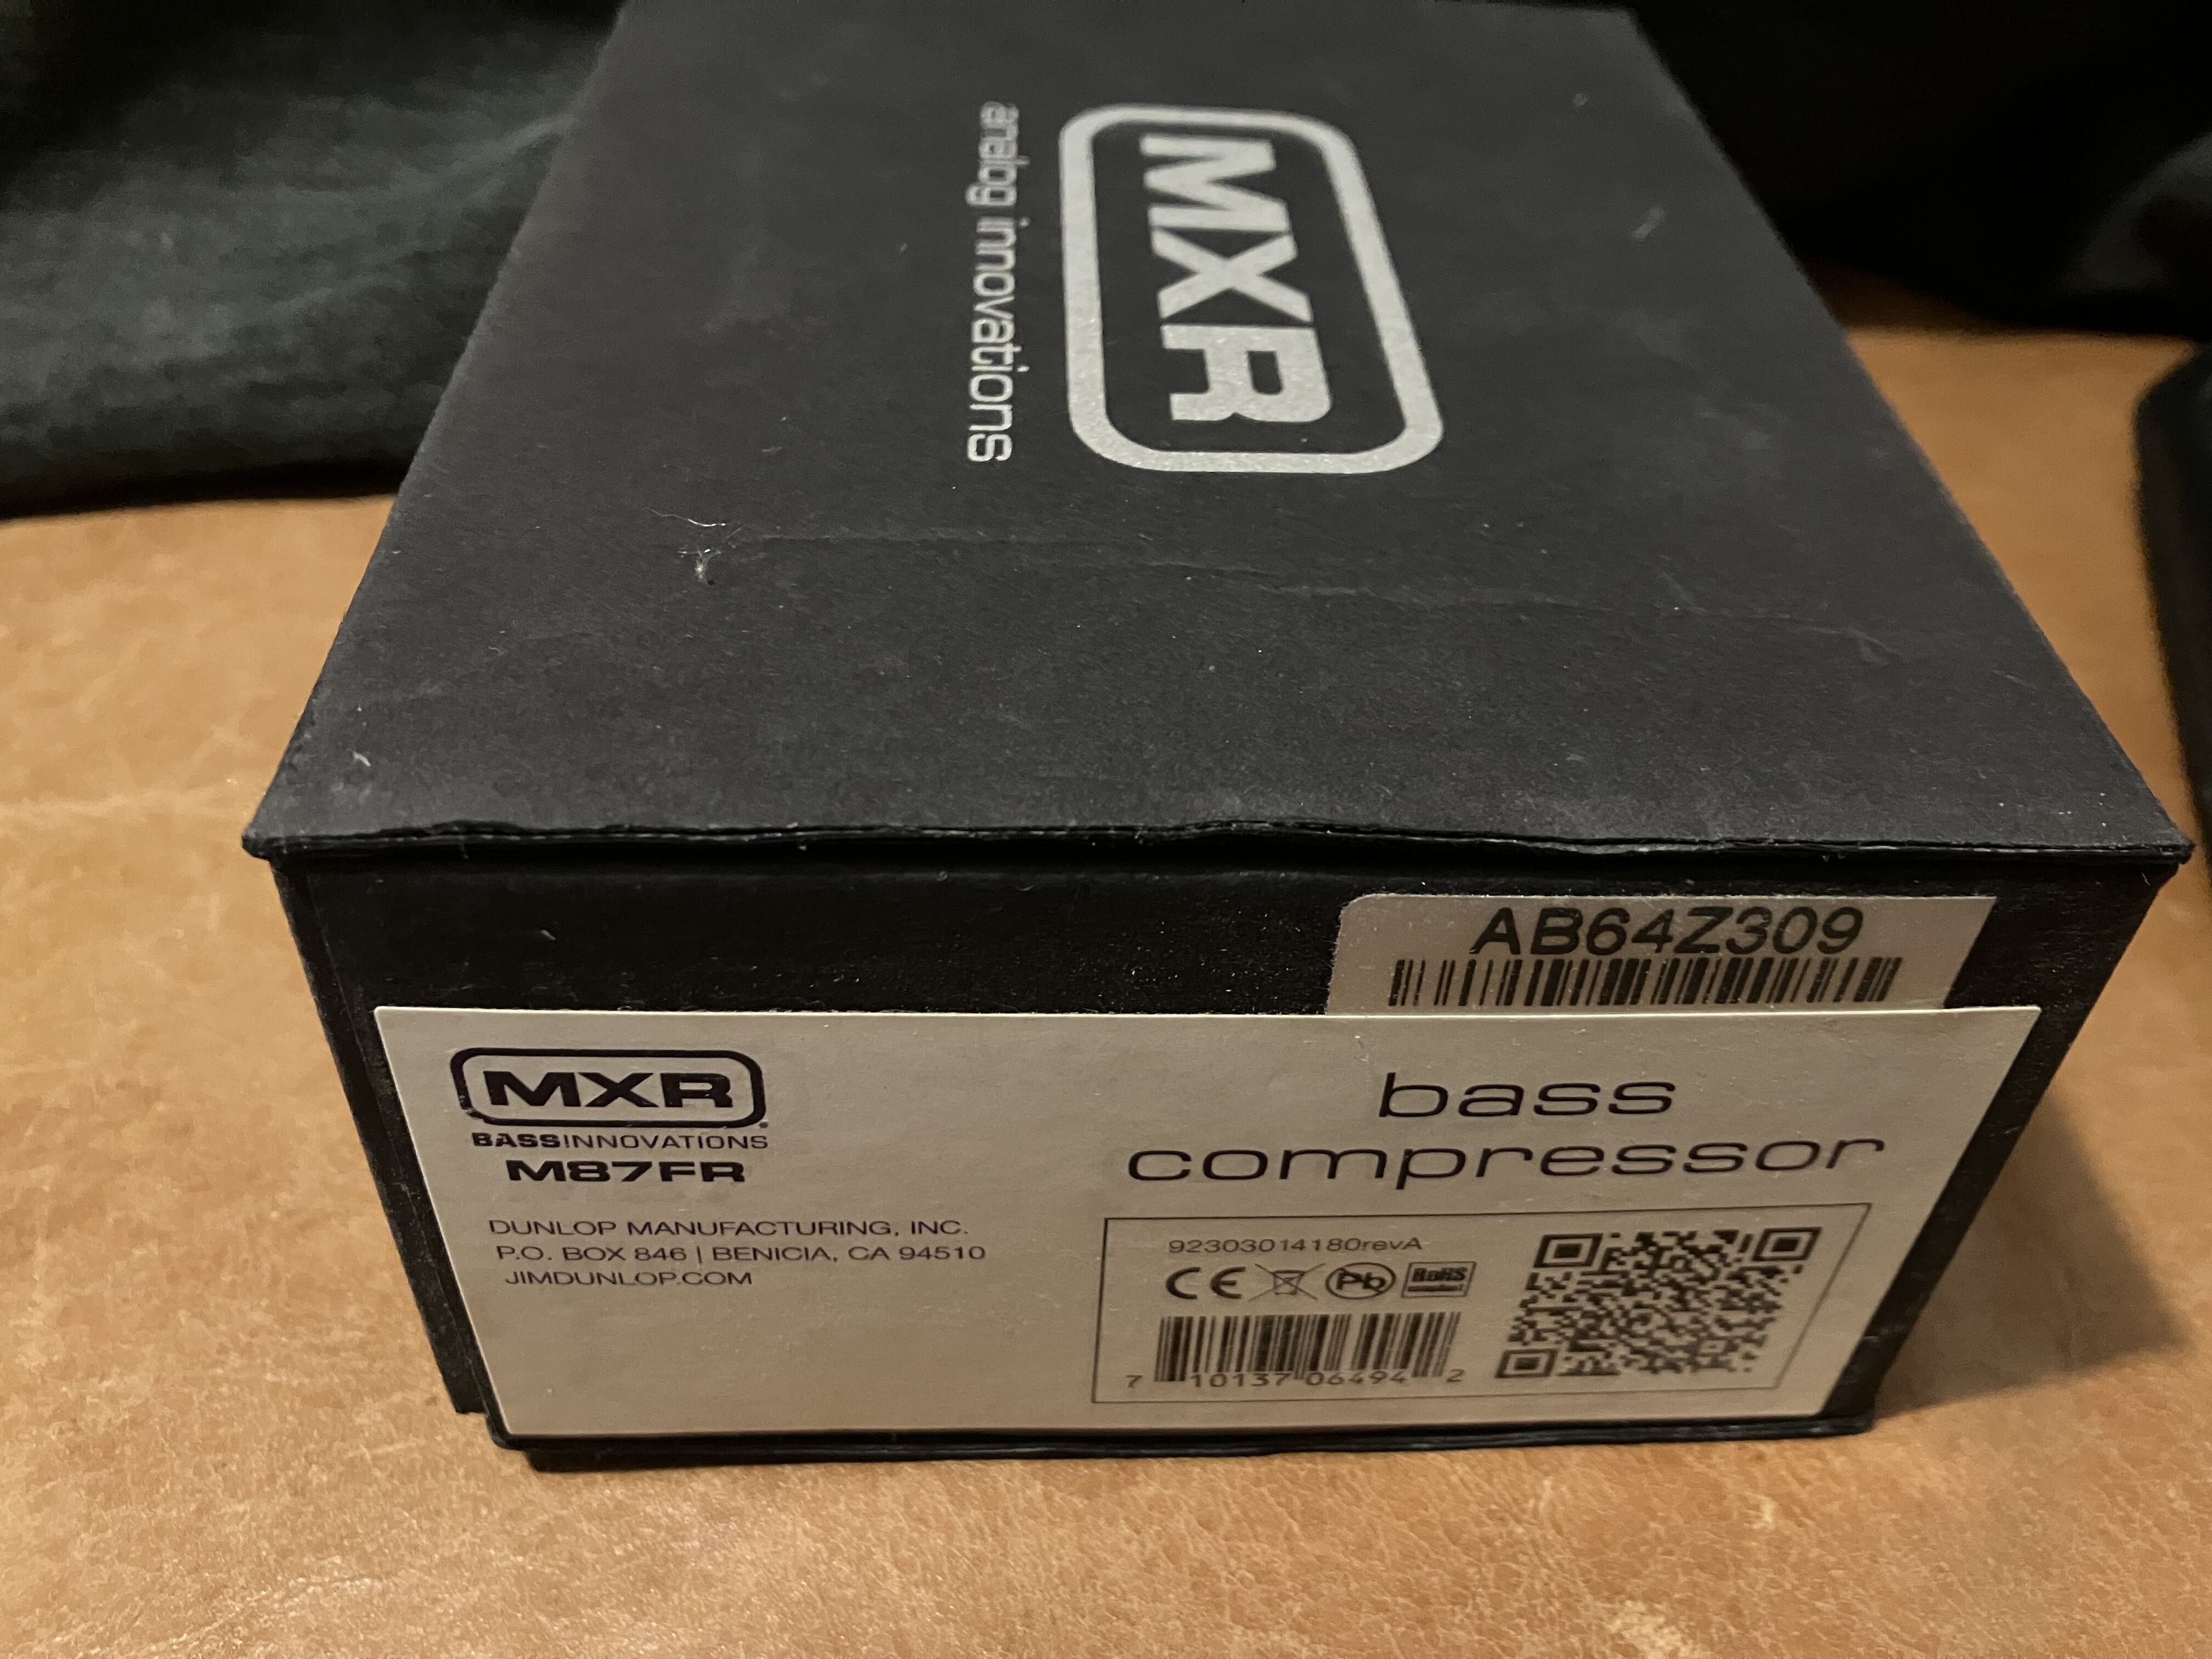 MXR
analog innovations
AB64Z309
MXR
BASSINNOVATIONS
M87FR
DUNLOP MANUFACTURING, INC.
P.O. BOX 846 | BENICIA, CA 94510
JIMDUNLOP.COM
bass
compressor
92303014180revA
CE Pb RoHS
7 10137 06494 2